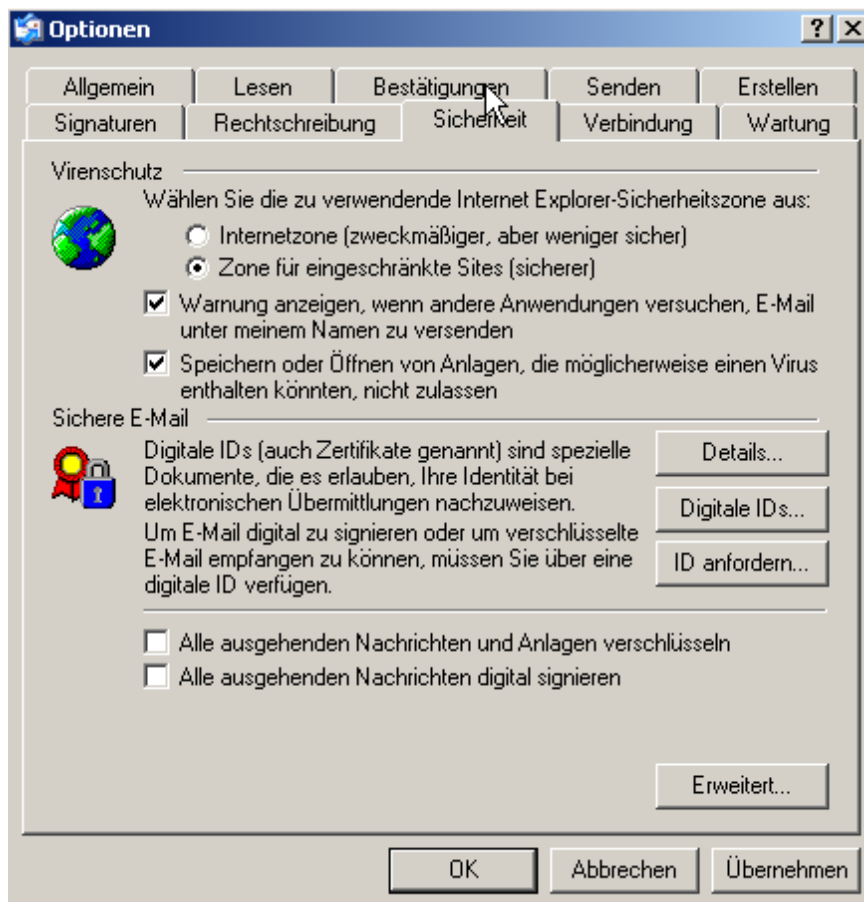 Optionen
Allgemein Lesen Bestätigungen Senden Erstellen
Signaturen Rechtschreibung Sicherheit Verbindung Wartung
Virenschutz
Wählen Sie die zu verwendende Internet Explorer-Sicherheitszone aus:
Internetzone (zweckmäßiger, aber weniger sicher)
Zone für eingeschränkte Sites (sicherer)
Warnung anzeigen, wenn andere Anwendungen versuchen, E-Mail
unter meinem Namen zu versenden
Speichern oder Öffnen von Anlagen, die möglicherweise einen Virus
enthalten könnten, nicht zulassen
Sichere E-Mail
Digitale IDs (auch Zertifikate genannt) sind spezielle
Dokumente, die es erlauben, Ihre Identität bei
elektronischen Übermittlungen nachzuweisen.
Um E-Mail digital zu signieren oder um verschlüsselte
E-Mail empfangen zu können, müssen Sie über eine
digitale ID verfügen.
Details...
Digitale IDs...
ID anfordern...
Alle ausgehenden Nachrichten und Anlagen verschlüsseln
Alle ausgehenden Nachrichten digital signieren
Erweitert...
OK Abbrechen Übernehmen